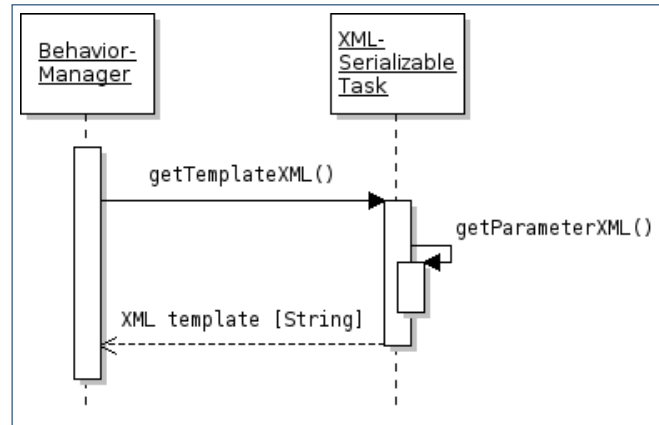 Behavior-
Manager
XML-
Serializable
Task
getTemplateXML()
getParameterXML()
XML template [String]